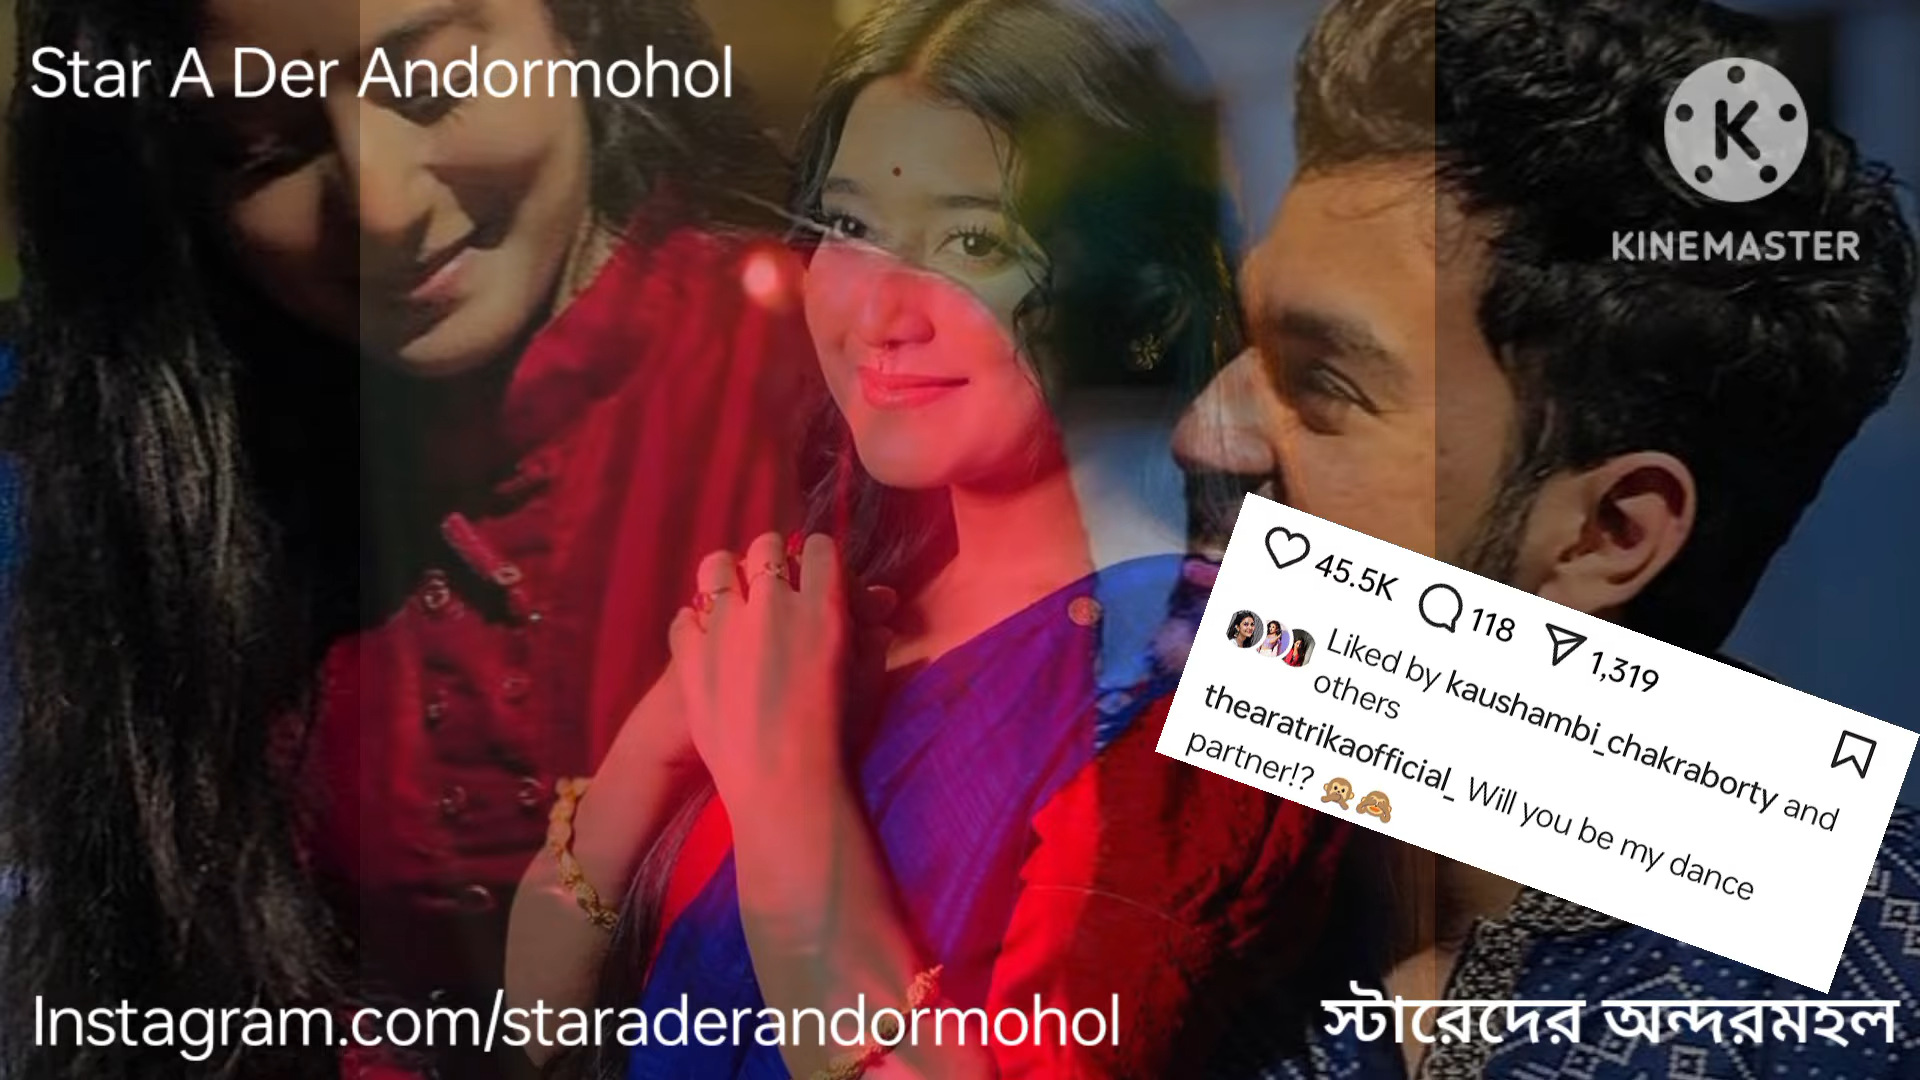 Star A Der Andormohol
KINEMASTER
45.5K 118 1,319
Liked by kaushambi_chakraborty and
others
thearatrikaofficial_ Will you be my dance
partner!? 🙊🙈
Instagram.com/staraderandormohol
স্টারেদের অন্দরমহল